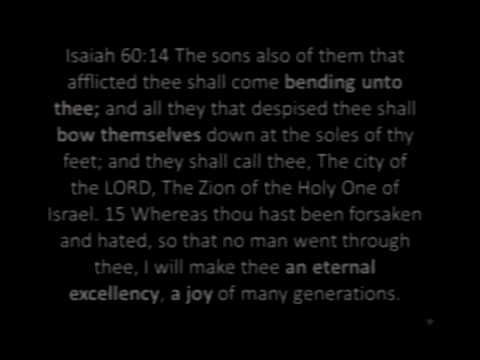 Isaiah 60:14 The sons also of them that
afflicted thee shall come bending unto
thee; and all they that despised thee shall
bow themselves down at the soles of thy
feet; and they shall call thee, The city of
the LORD, The Zion of the Holy One of
Israel. 15 Whereas thou hast been forsaken
and hated, so that no man went through
thee, I will make thee an eternal
excellency, a joy of many generations.